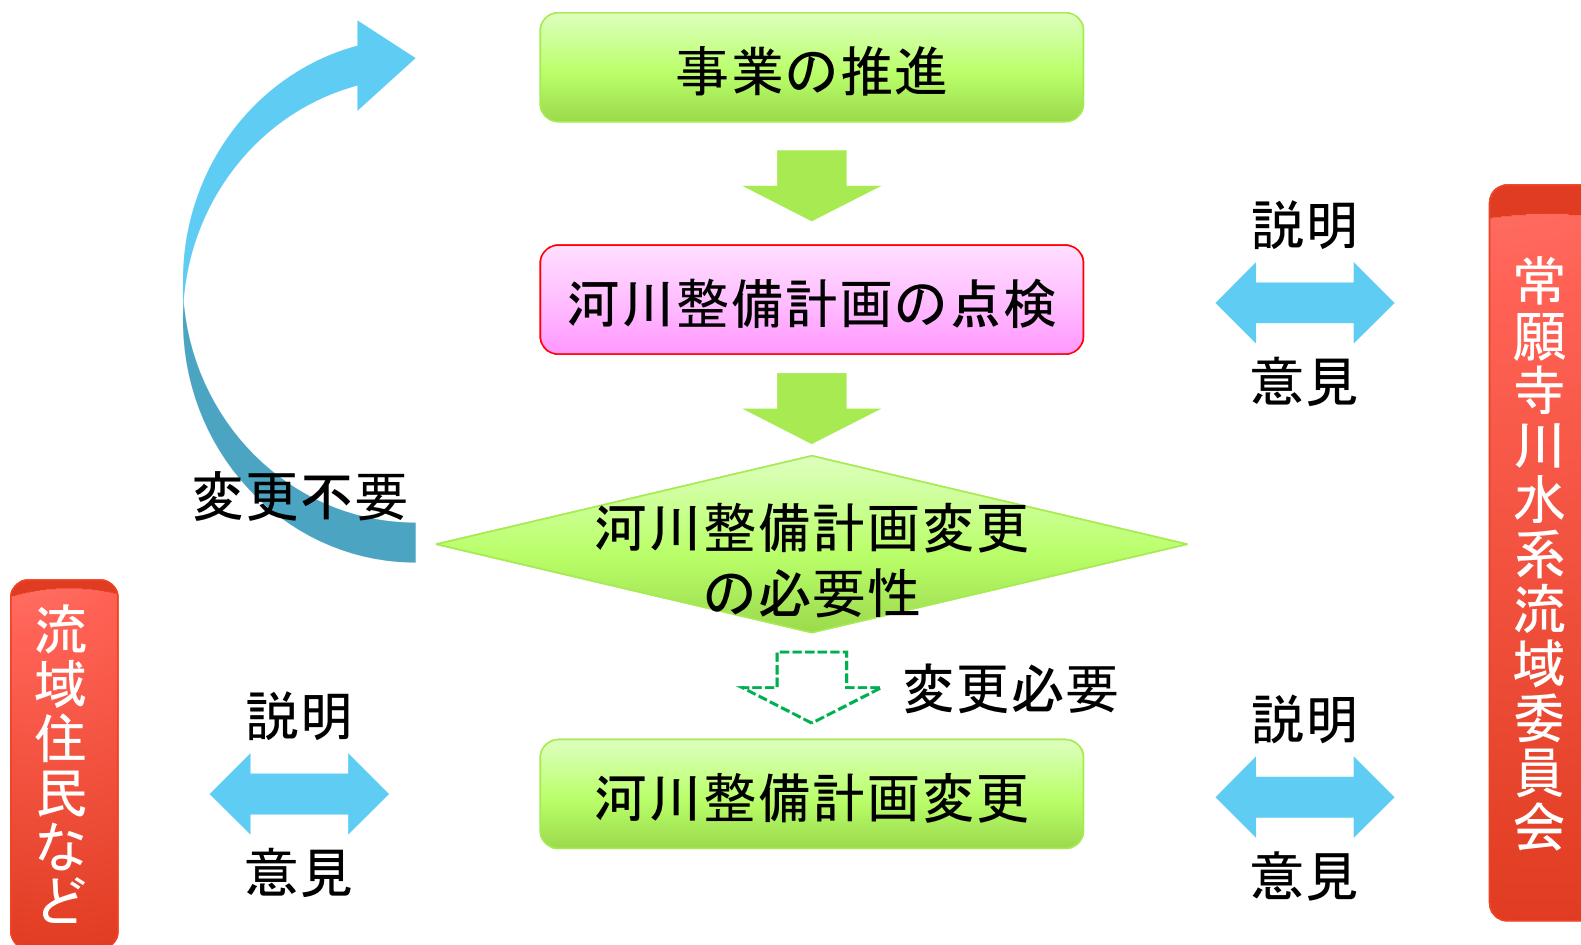 事業の推進
説明
河川整備計画の点検
意見
常願寺川水系流域委員会
変更不要
河川整備計画変更
の必要性
変更必要
流域住民など
説明
意見
河川整備計画変更
説明
意見